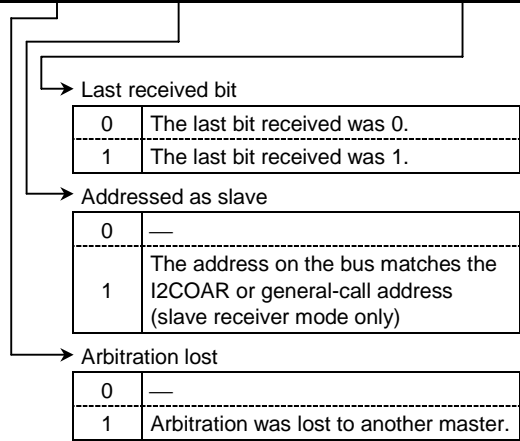 Last received bit
0 The last bit received was 0.
1 The last bit received was 1.
Addressed as slave
0 —
The address on the bus matches the
1 I2COAR or general-call address
(slave receiver mode only)
Arbitration lost
0 —
1 Arbitration was lost to another master.